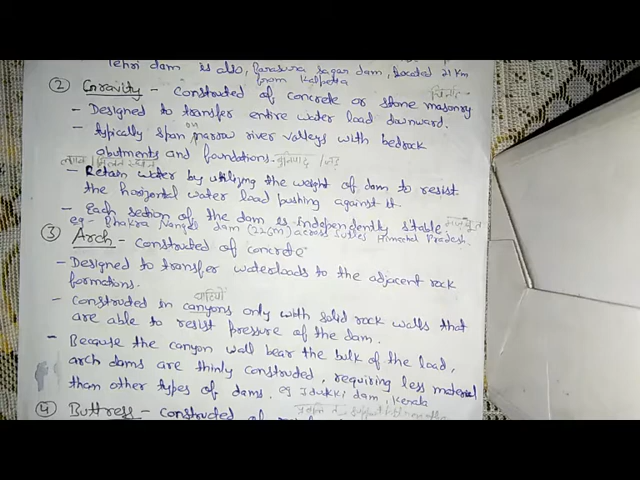 Tehri dam is also, Parasura Sagar dam, Located 21 Km
from Kalpetta
② Gravity - Constructed of concrete or stone masonry
- Designed to transfer entire water load downward.
- typically span on narrow river valleys with bedrock
abutments and foundations.
- Retain water by utilizing the weight of dam to resist
the horizontal water load pushing against it
- Each section of the dam is independently stable. मजबूत
eg - Bhakra Nangal dam across Himachal Pradesh.
③ Arch - Constructed of concrete
- Designed to transfer waterloads to the adjacent rock
formations.
घाटियों
- Constructed in canyons only with solid rock walls that
are able to resist pressure of the dam.
- Because the canyon wall bear the bulk of the load,
arch dams are thinly constructed, requiring less material
than other types of dams. eg Idukki dam, Kerala
④ Buttress - constructed of